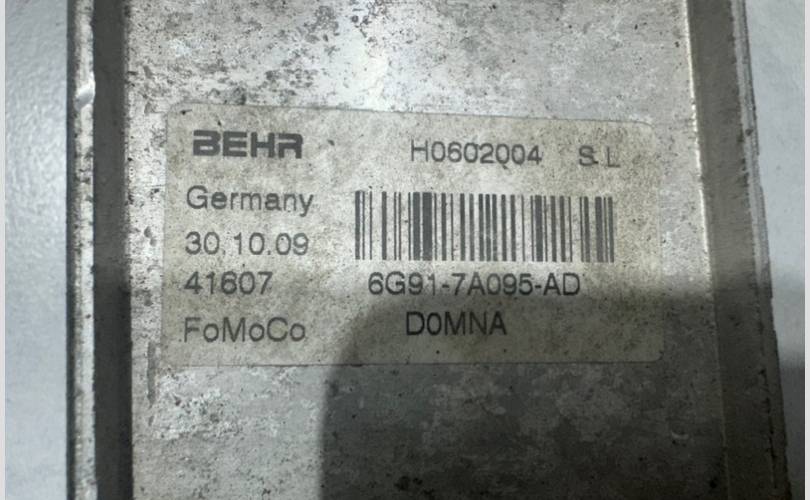 BEHR H0602004 S L
Germany
30.10.09
41607 6G91-7A095-AD
FoMoCo D0MNA